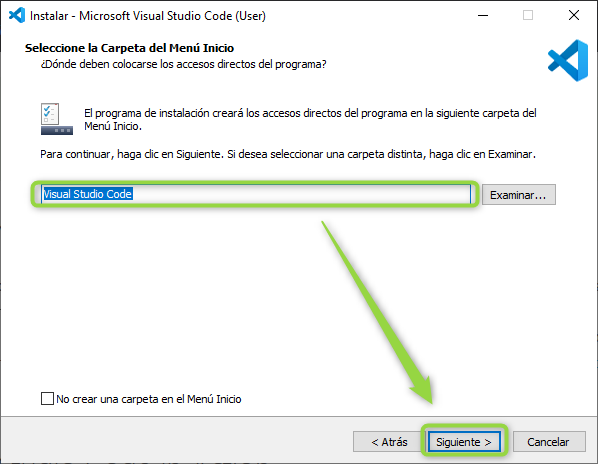 Instalar - Microsoft Visual Studio Code (User)
Seleccione la Carpeta del Menú Inicio
¿Dónde deben colocarse los accesos directos del programa?
El programa de instalación creará los accesos directos del programa en la siguiente carpeta del
Menú Inicio.
Para continuar, haga clic en Siguiente. Si desea seleccionar una carpeta distinta, haga clic en Examinar.
Visual Studio Code
Examinar...
No crear una carpeta en el Menú Inicio
< Atrás
Siguiente >
Cancelar